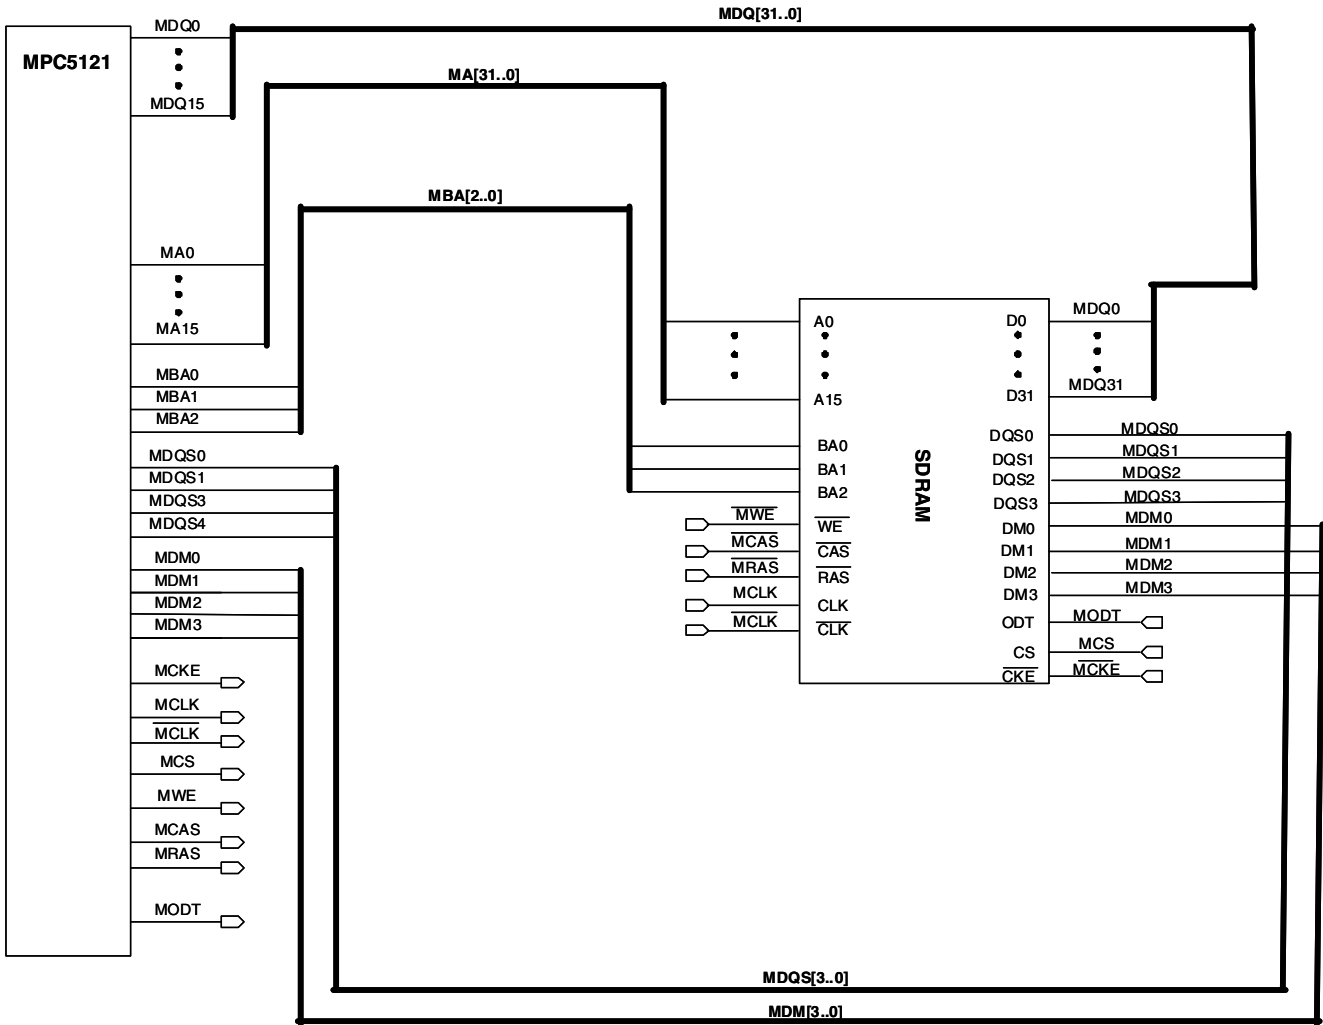 MDQ[31..0]
MDQ0
MPC5121
MDQ15
MA[31..0]
MBA[2..0]
MA0
MA15
MBA0
MBA1
MBA2
MDQS0
MDQS1
MDQS3
MDQS4
MDM0
MDM1
MDM2
MDM3
MCKE
MCLK
MCLK
MCS
MWE
MCAS
MRAS
MODT
A0
A15
BA0
BA1
BA2
MWE
WE
MCAS
CAS
MRAS
RAS
MCLK
CLK
MCLK
CLK
SDRAM
D0
MDQ0
D31
MDQ31
DQS0
MDQS0
DQS1
MDQS1
DQS2
MDQS2
DQS3
MDQS3
DM0
MDM0
DM1
MDM1
DM2
MDM2
DM3
MDM3
ODT
MODT
CS
MCS
CKE
MCKE
MDQS[3..0]
MDM[3..0]